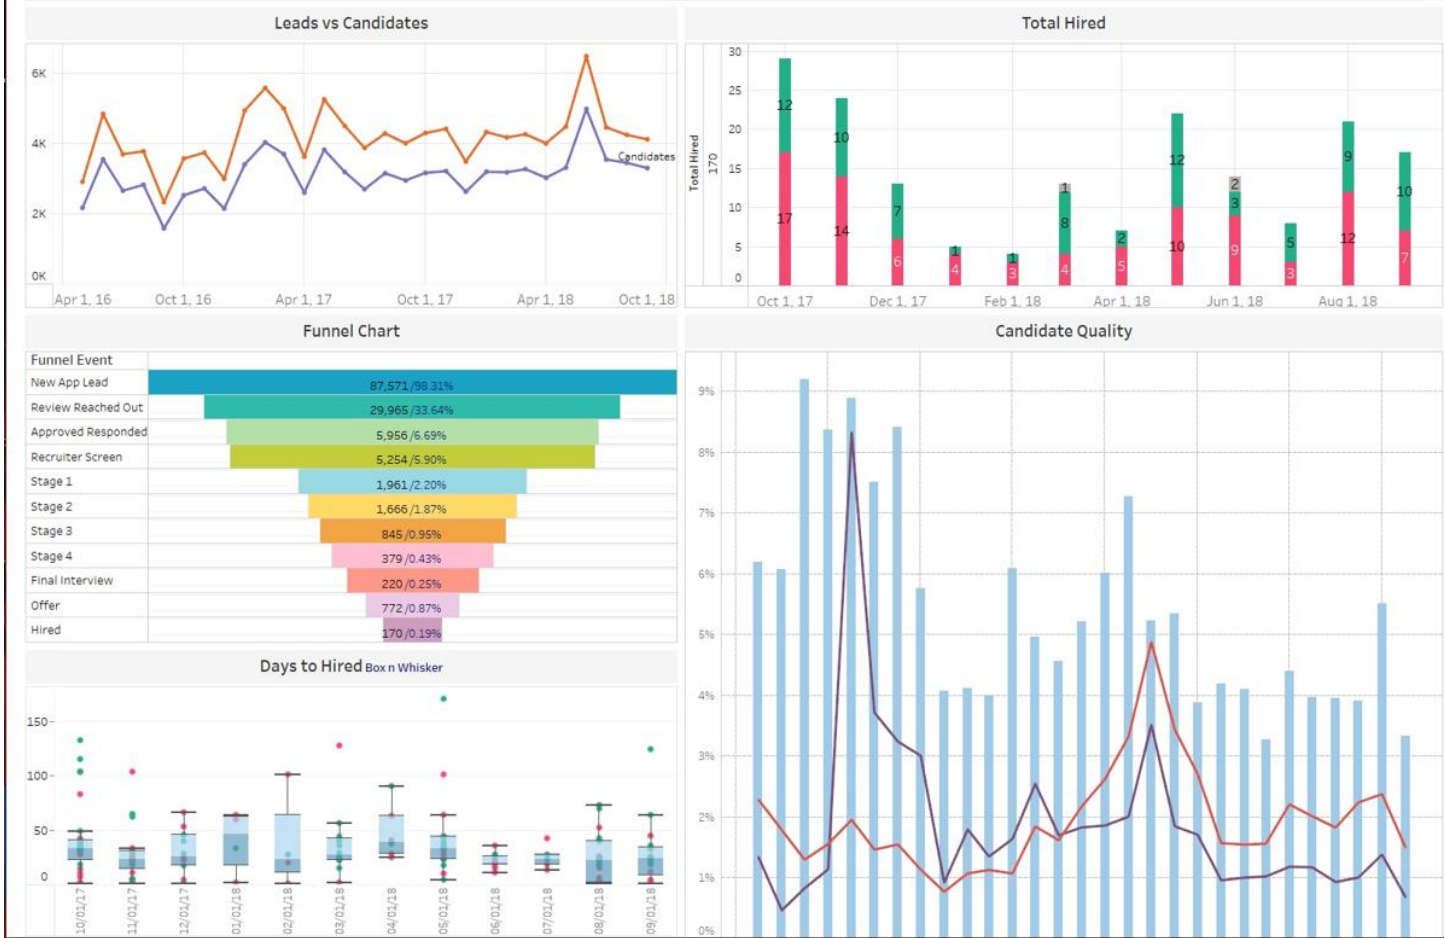 Leads vs Candidates
6K
4K
2K
0K
Candidates
Apr 1, 16 Oct 1, 16 Apr 1, 17 Oct 1, 17 Apr 1, 18 Oct 1, 18
Total Hired
Total Hired
170
30
25
20
15
10
5
0
12 10 7 1 1 1 8 2 12 2 3 5 9 10
17 14 6 4 3 4 5 10 9 3 12 7
Oct 1, 17 Dec 1, 17 Feb 1, 18 Apr 1, 18 Jun 1, 18 Aug 1, 18
Funnel Chart
Funnel Event
New App Lead 87,571/98.31%
Review Reached Out 29,965/33.64%
Approved Responded 5,956/6.69%
Recruiter Screen 5,254/5.90%
Stage 1 1,961/2.20%
Stage 2 1,666/1.87%
Stage 3 845/0.95%
Stage 4 379/0.43%
Final Interview 220/0.25%
Offer 772/0.87%
Hired 170/0.19%
Days to Hired Box n Whisker
150
100
50
0
10/01/17 11/01/17 12/01/17 01/01/18 02/01/18 03/01/18 04/01/18 05/01/18 06/01/18 07/01/18 08/01/18 09/01/18
Candidate Quality
9%
8%
7%
6%
5%
4%
3%
2%
1%
0%